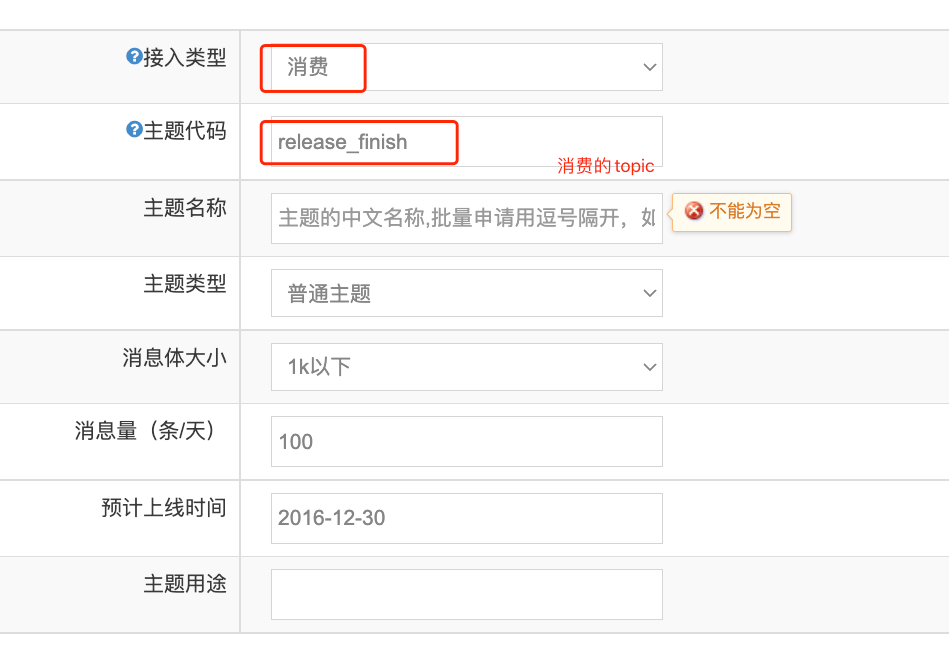 接入类型
消费
主题代码
release_finish
消费的topic
主题名称
主题的中文名称,批量申请用逗号隔开，如
不能为空
主题类型
普通主题
消息体大小
1k以下
消息量（条/天）
100
预计上线时间
2016-12-30
主题用途